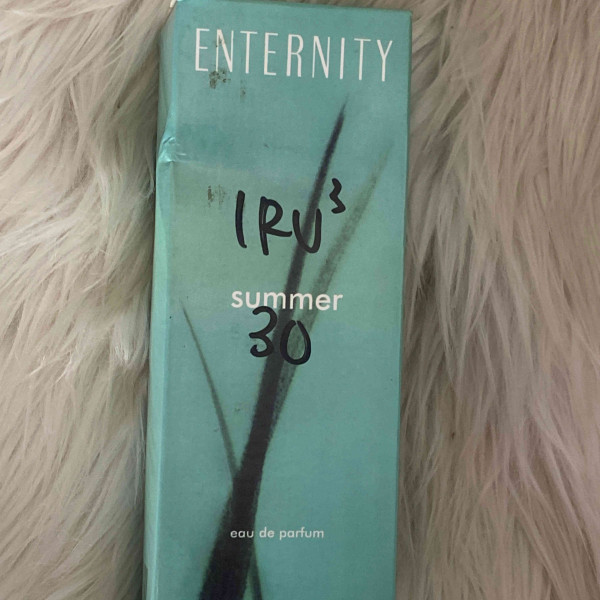 ENTERNITY
IRU³
summer
30
eau de parfum